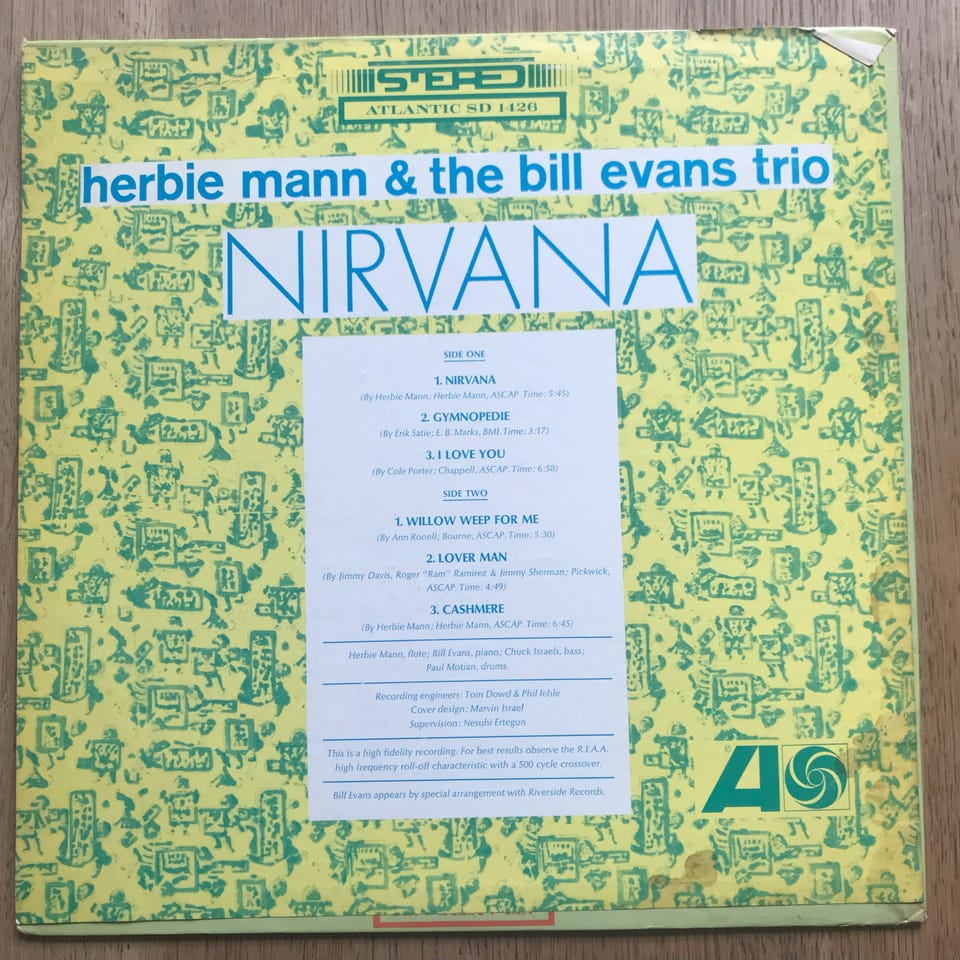 STEREO
ATLANTIC SD 1426
herbie mann & the bill evans trio
NIRVANA
SIDE ONE
1. NIRVANA
(By Herbie Mann; Herbie Mann, ASCAP. Time: 5:45)
2. GYMNOPEDIE
(By Erik Satie; E. B. Marks, BMI. Time: 3:17)
3. I LOVE YOU
(By Cole Porter; Chappell, ASCAP. Time: 6:58)
SIDE TWO
1. WILLOW WEEP FOR ME
(By Ann Ronell; Bourne, ASCAP. Time: 5:30)
2. LOVER MAN
(By Jimmy Davis, Roger “Ram” Ramirez & Jimmy Sherman; Pickwick,
ASCAP. Time: 4:49)
3. CASHMERE
(By Herbie Mann; Herbie Mann, ASCAP. Time: 6:45)
Herbie Mann, flute; Bill Evans, piano; Chuck Israels, bass;
Paul Motian, drums.
Recording engineers: Tom Dowd & Phil Iehle
Cover design: Marvin Israel
Supervision: Nesuhi Ertegun
This is a high fidelity recording. For best results observe the R.I.A.A.
high frequency roll-off characteristic with a 500 cycle crossover.
Bill Evans appears by special arrangement with Riverside Records.
A